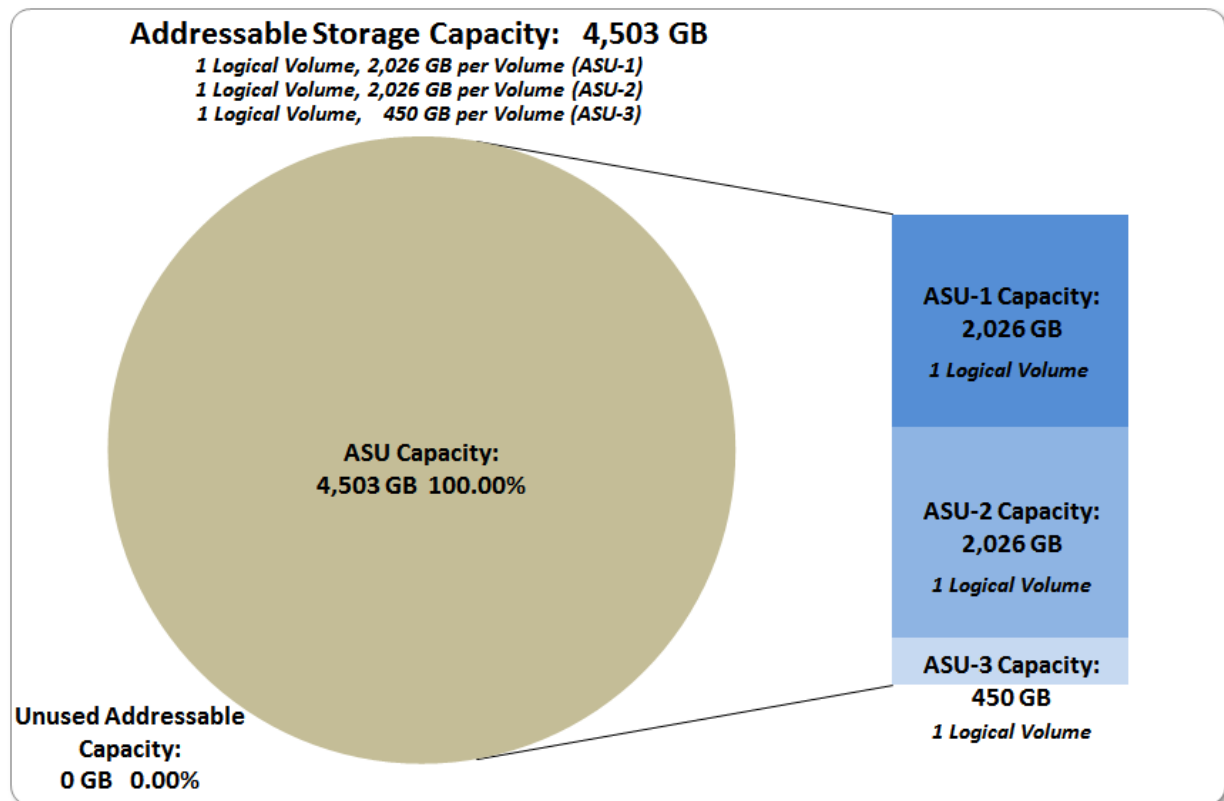 Addressable Storage Capacity: 4,503 GB
1 Logical Volume, 2,026 GB per Volume (ASU-1)
1 Logical Volume, 2,026 GB per Volume (ASU-2)
1 Logical Volume, 450 GB per Volume (ASU-3)
ASU Capacity:
4,503 GB 100.00%
ASU-1 Capacity:
2,026 GB
1 Logical Volume
ASU-2 Capacity:
2,026 GB
1 Logical Volume
ASU-3 Capacity:
450 GB
1 Logical Volume
Unused Addressable
Capacity:
0 GB 0.00%